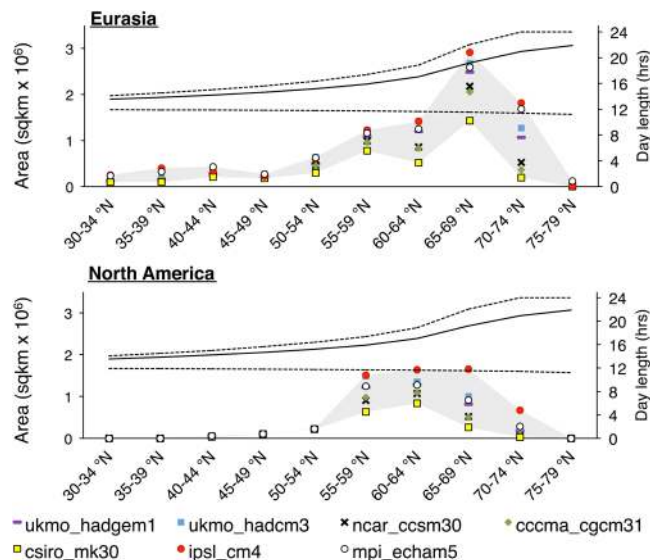 Eurasia
Area (sqkm x 10⁶)
3
2
1
0
24
20
16
12
8
4
0
Day length (hrs)
30-34 °N
35-39 °N
40-44 °N
45-49 °N
50-54 °N
55-59 °N
60-64 °N
65-69 °N
70-74 °N
75-79 °N
North America
Area (sqkm x 10⁶)
3
2
1
0
24
20
16
12
8
4
0
Day length (hrs)
30-34 °N
35-39 °N
40-44 °N
45-49 °N
50-54 °N
55-59 °N
60-64 °N
65-69 °N
70-74 °N
75-79 °N
ukmo_hadgem1 ukmo_hadcm3 ncar_ccsm30 cccma_cgcm31
csiro_mk30 ipsl_cm4 mpi_echam5